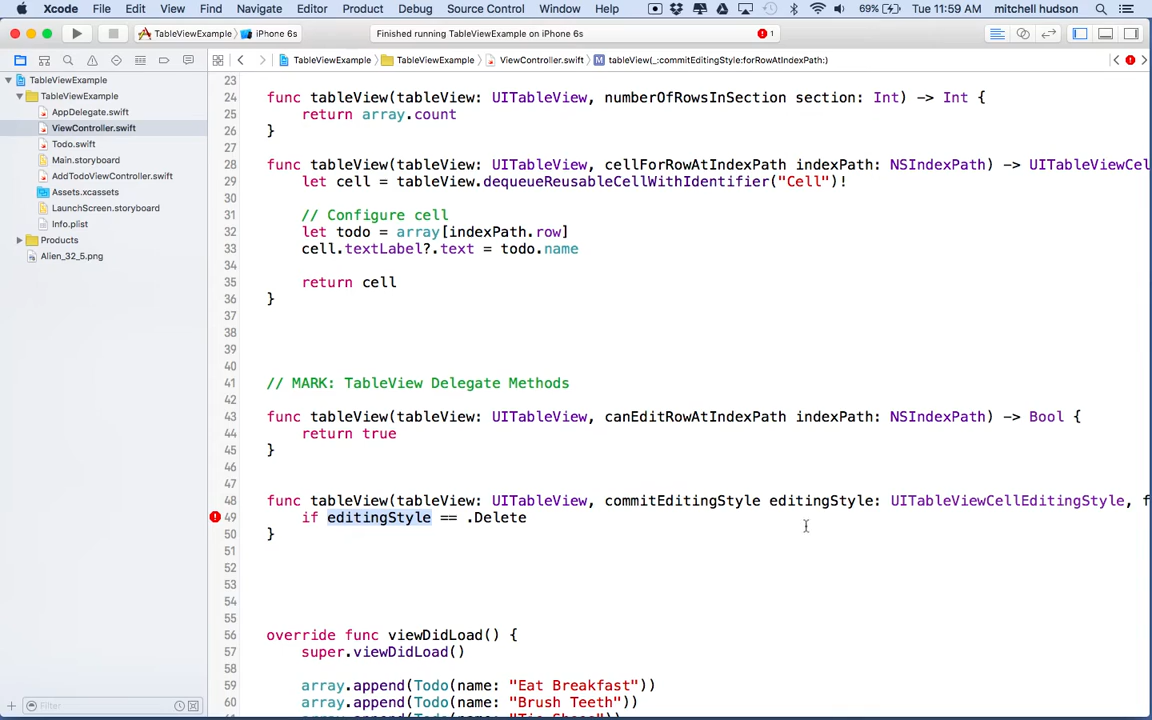 Xcode File Edit View Find Navigate Editor Product Debug Source Control Window Help 69% Tue 11:59 AM mitchell hudson
TableViewExample iPhone 6s Finished running TableViewExample on iPhone 6s 1
TableViewExample TableViewExample ViewController.swift M tableView(_:commitEditingStyle:forRowAtIndexPath:)
TableViewExample
TableViewExample
AppDelegate.swift
ViewController.swift
Todo.swift
Main.storyboard
AddTodoViewController.swift
Assets.xcassets
LaunchScreen.storyboard
Info.plist
Products
Alien_32_5.png
Filter
23
24 func tableView(tableView: UITableView, numberOfRowsInSection section: Int) -> Int {
25 return array.count
26 }
27
28 func tableView(tableView: UITableView, cellForRowAtIndexPath indexPath: NSIndexPath) -> UITableViewCel
29 let cell = tableView.dequeueReusableCellWithIdentifier("Cell")!
30
31 // Configure cell
32 let todo = array[indexPath.row]
33 cell.textLabel?.text = todo.name
34
35 return cell
36 }
37
38
39
40
41 // MARK: TableView Delegate Methods
42
43 func tableView(tableView: UITableView, canEditRowAtIndexPath indexPath: NSIndexPath) -> Bool {
44 return true
45 }
46
47
48 func tableView(tableView: UITableView, commitEditingStyle editingStyle: UITableViewCellEditingStyle, f
49 if editingStyle == .Delete
50 }
51
52
53
54
55
56 override func viewDidLoad() {
57 super.viewDidLoad()
58
59 array.append(Todo(name: "Eat Breakfast"))
60 array.append(Todo(name: "Brush Teeth"))